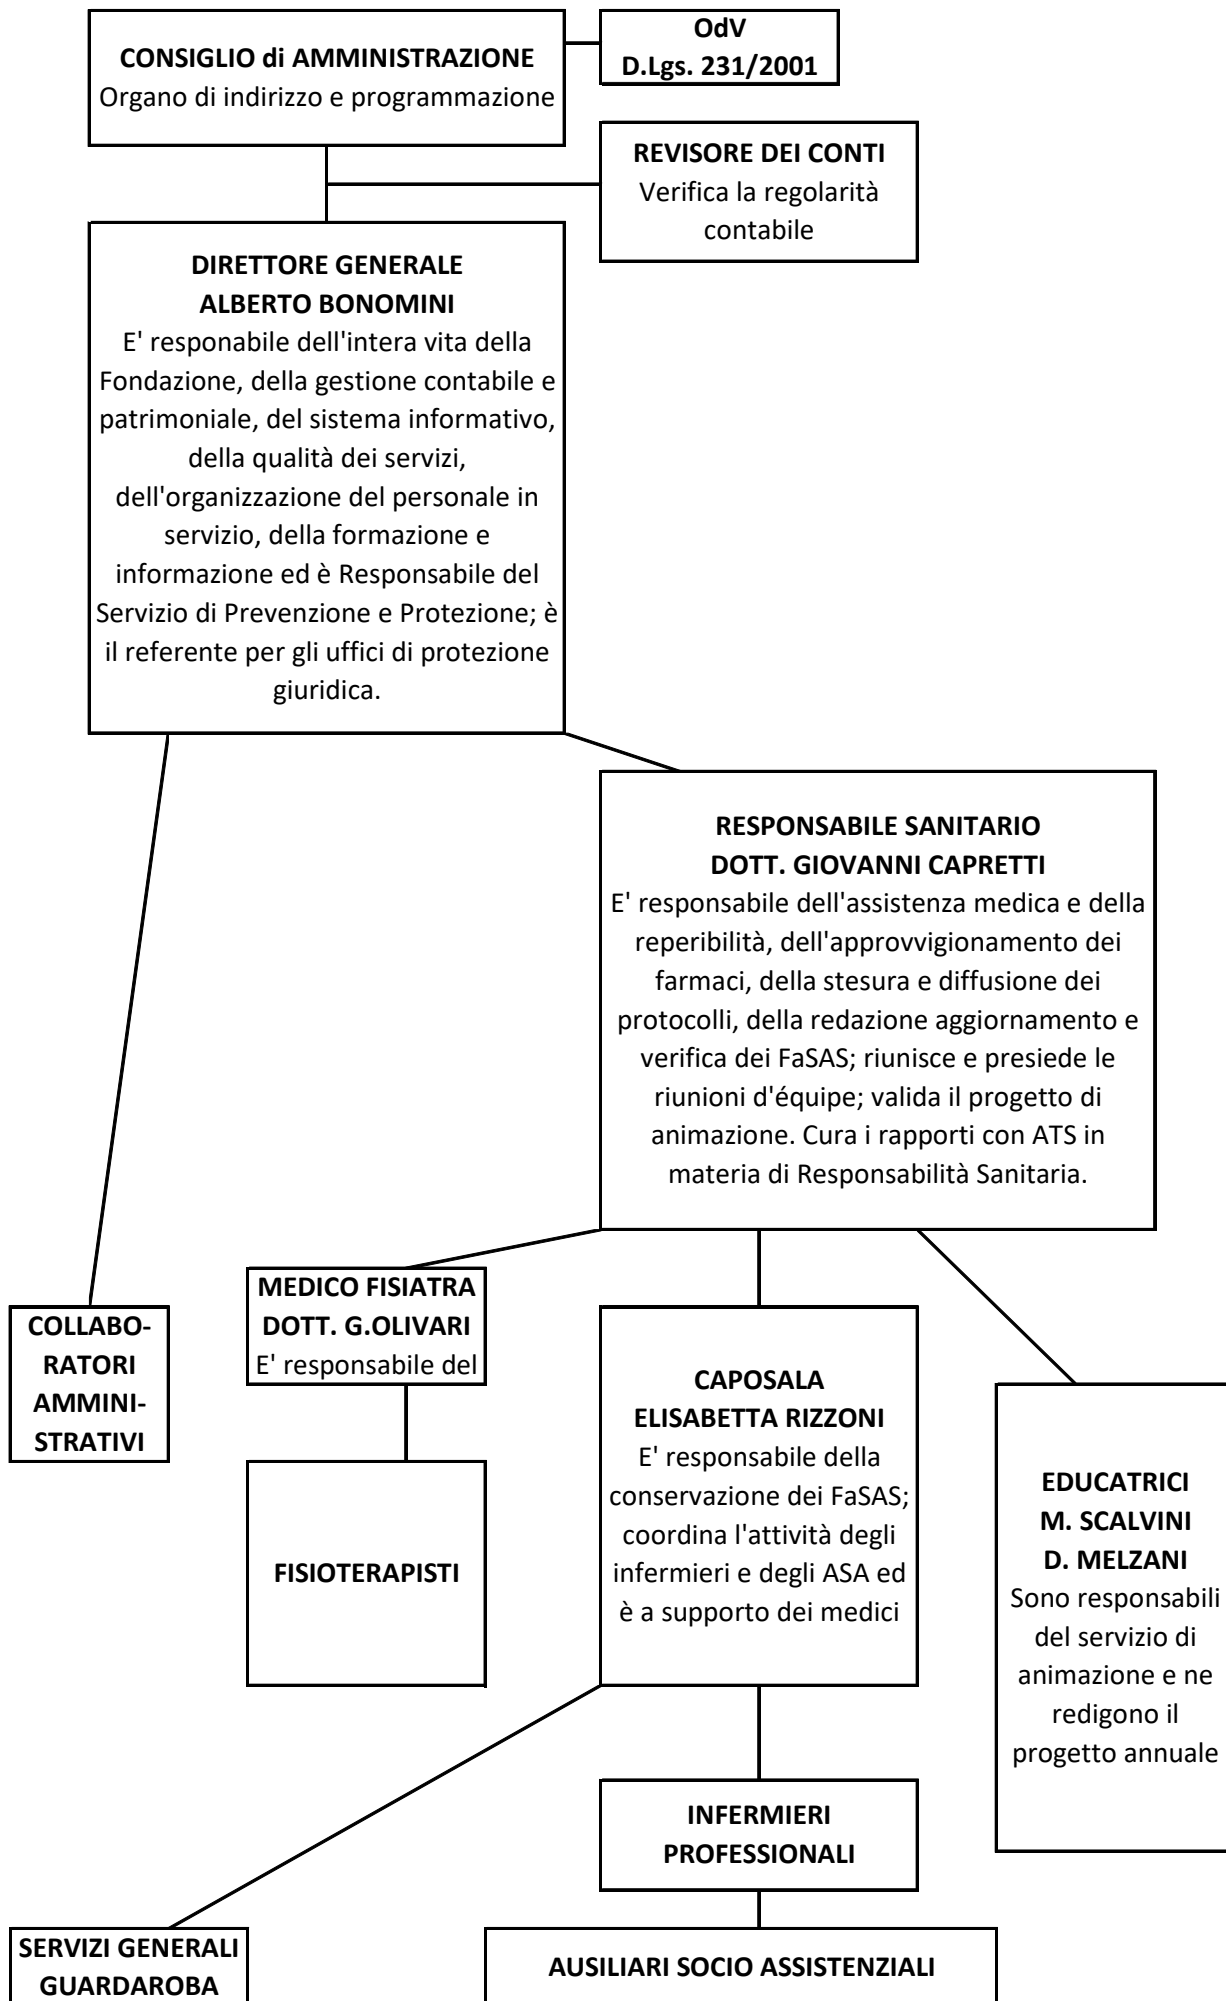 CONSIGLIO di AMMINISTRAZIONE
Organo di indirizzo e programmazione
OdV
D.Lgs. 231/2001
REVISORE DEI CONTI
Verifica la regolarità
contabile
DIRETTORE GENERALE
ALBERTO BONOMINI
E' responabile dell'intera vita della
Fondazione, della gestione contabile e
patrimoniale, del sistema informativo,
della qualità dei servizi,
dell'organizzazione del personale in
servizio, della formazione e
informazione ed è Responsabile del
Servizio di Prevenzione e Protezione; è
il referente per gli uffici di protezione
giuridica.
RESPONSABILE SANITARIO
DOTT. GIOVANNI CAPRETTI
E' responsabile dell'assistenza medica e della
reperibilità, dell'approvvigionamento dei
farmaci, della stesura e diffusione dei
protocolli, della redazione aggiornamento e
verifica dei FaSAS; riunisce e presiede le
riunioni d'équipe; valida il progetto di
animazione. Cura i rapporti con ATS in
materia di Responsabilità Sanitaria.
COLLABO-
RATORI
AMMINI-
STRATIVI
MEDICO FISIATRA
DOTT. G.OLIVARI
E' responsabile del
FISIOTERAPISTI
CAPOSALA
ELISABETTA RIZZONI
E' responsabile della
conservazione dei FaSAS;
coordina l'attività degli
infermieri e degli ASA ed
è a supporto dei medici
EDUCATRICI
M. SCALVINI
D. MELZANI
Sono responsabili
del servizio di
animazione e ne
redigono il
progetto annuale
INFERMIERI
PROFESSIONALI
SERVIZI GENERALI
GUARDAROBA
AUSILIARI SOCIO ASSISTENZIALI